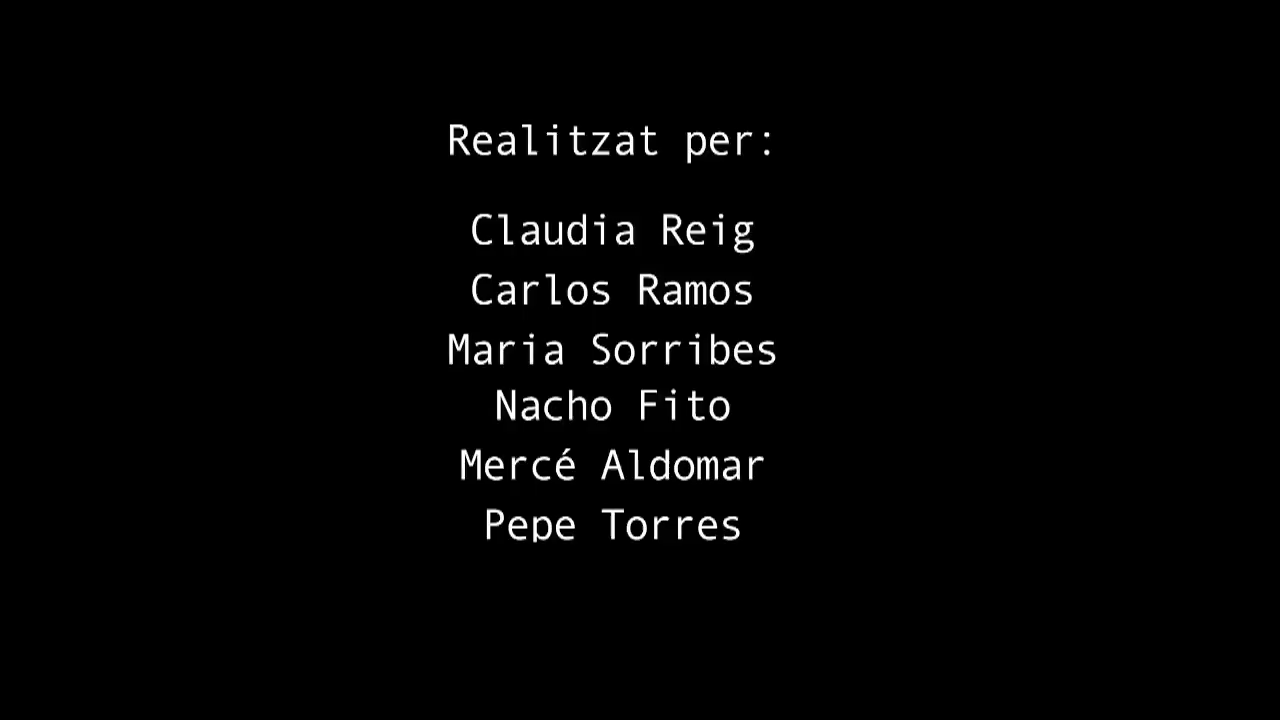 Realitzat per:
Claudia Reig
Carlos Ramos
Maria Sorribes
Nacho Fito
Mercé Aldomar
Pepe Torres